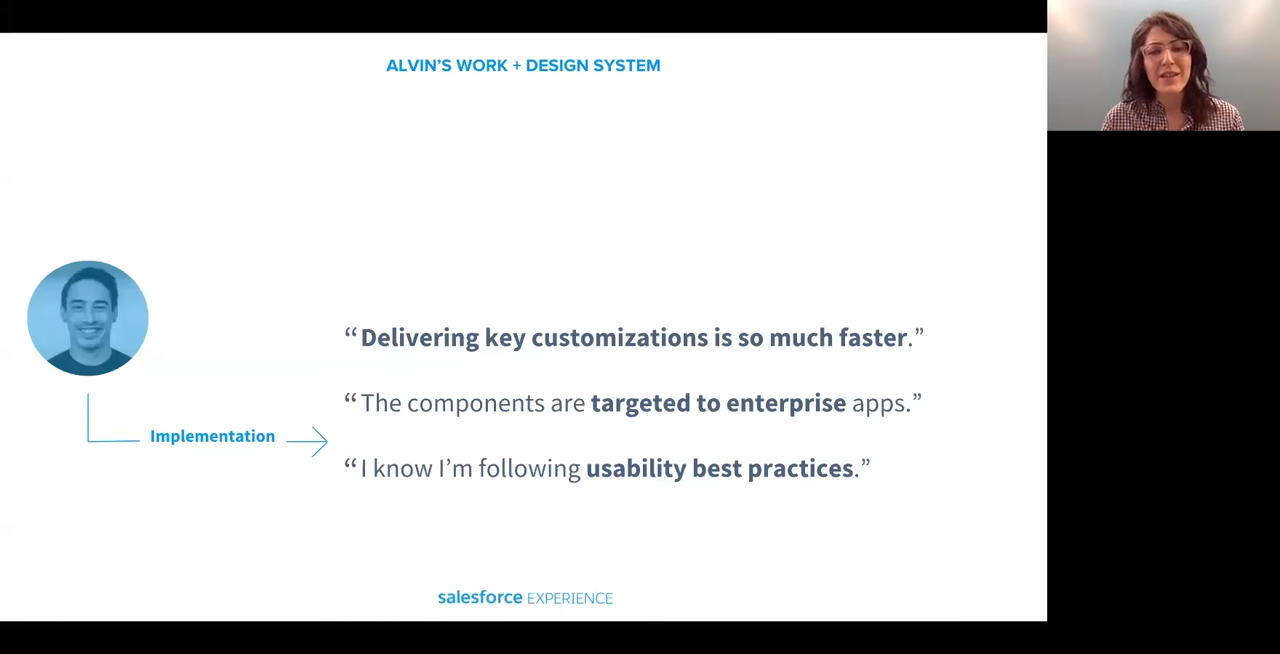 ALVIN’S WORK + DESIGN SYSTEM
“Delivering key customizations is so much faster.”
“The components are targeted to enterprise apps.”
Implementation
“I know I’m following usability best practices.”
salesforce EXPERIENCE